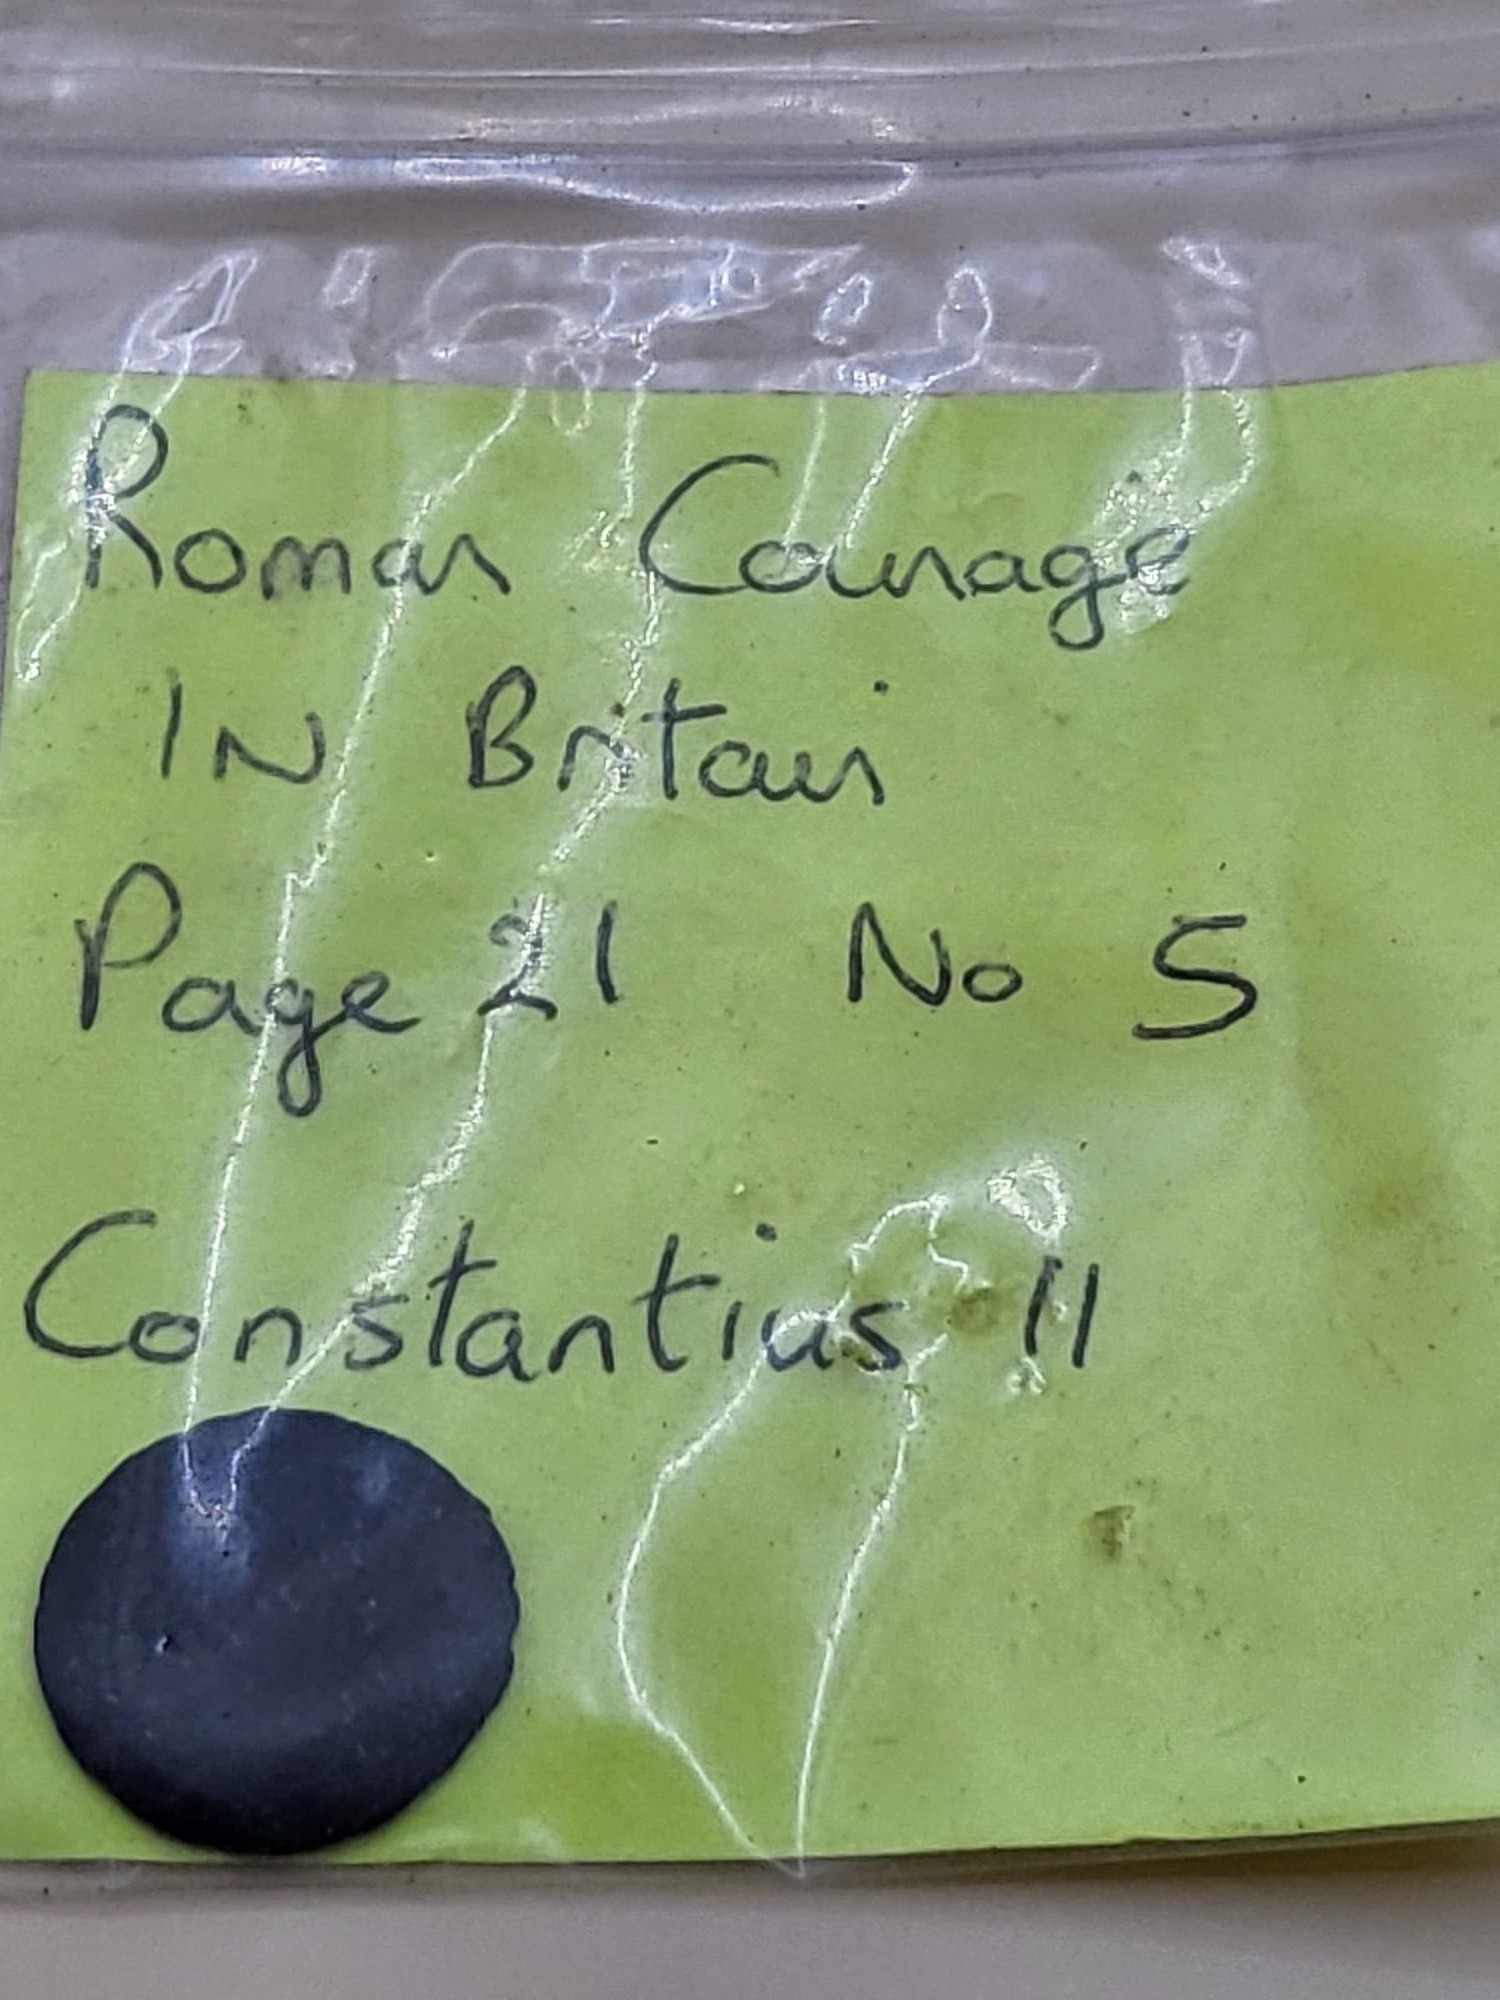 Roman Coinage
IN Britain
Page 21 No 5
Constantius II